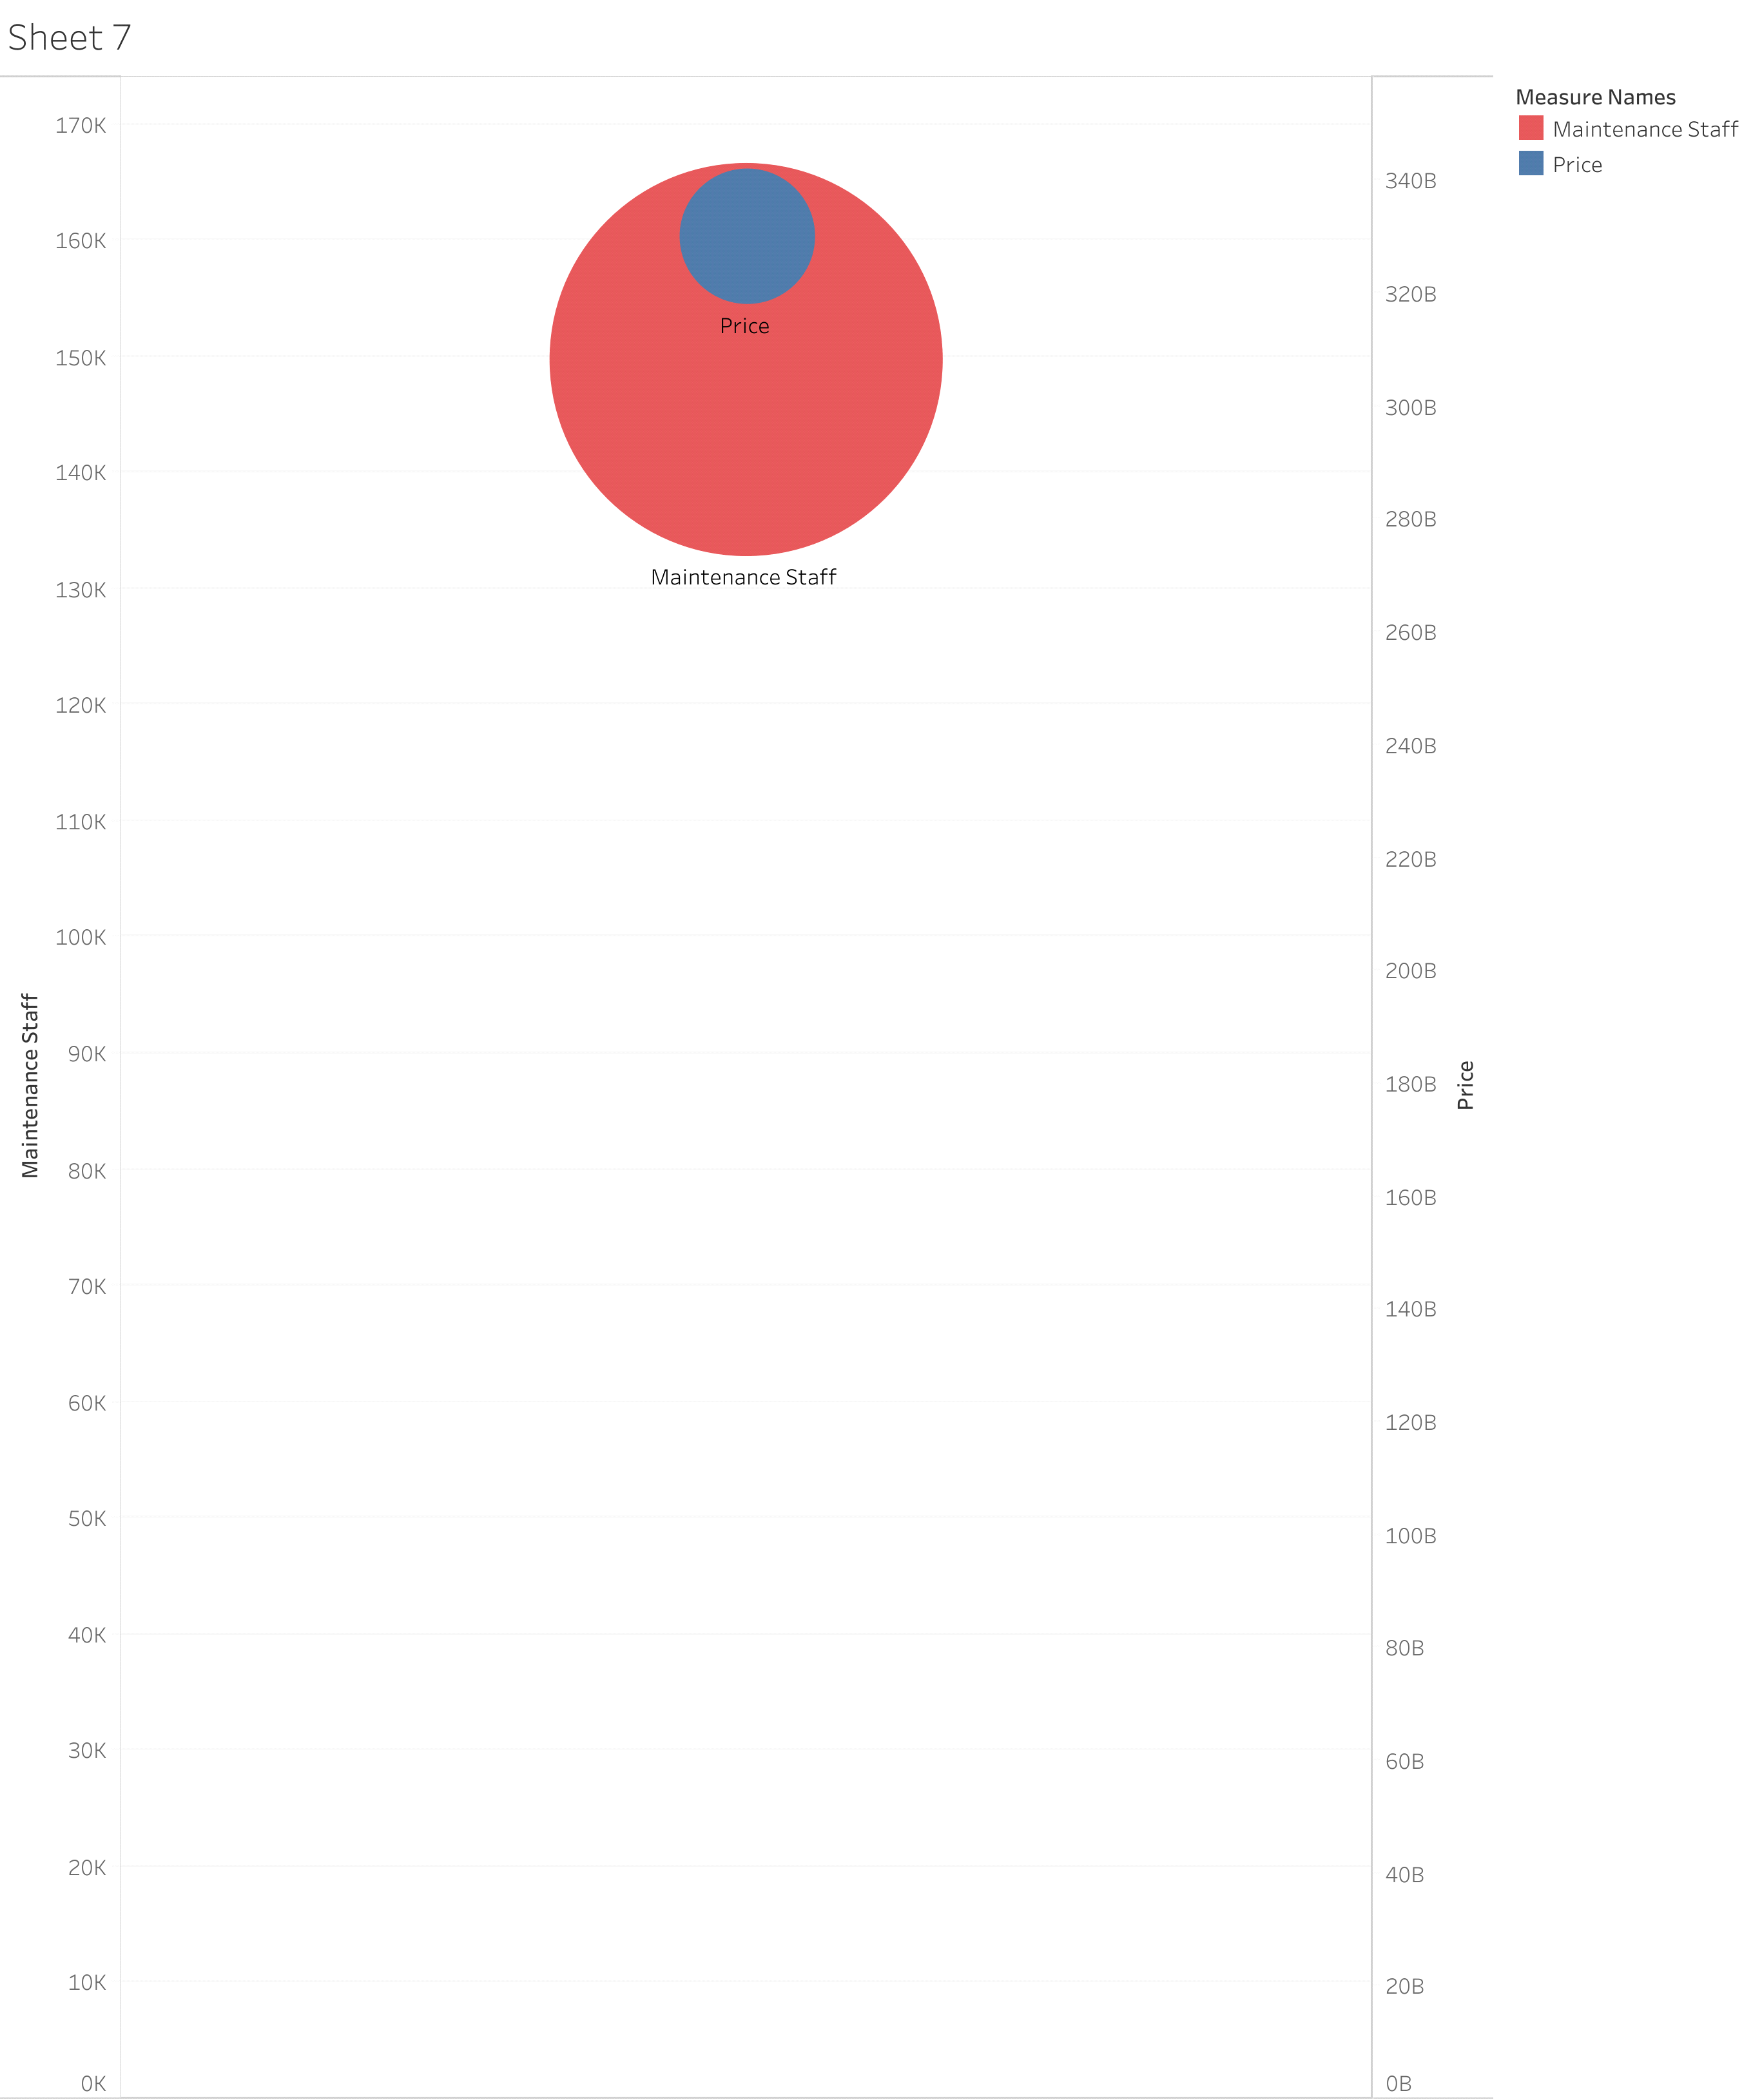 Sheet 7
Measure Names
Maintenance Staff
Price
170K
160K
150K
140K
130K
120K
110K
100K
90K
80K
70K
60K
50K
40K
30K
20K
10K
0K
Maintenance Staff
Price
Maintenance Staff
340B
320B
300B
280B
260B
240B
220B
200B
180B
160B
140B
120B
100B
80B
60B
40B
20B
0B
Price